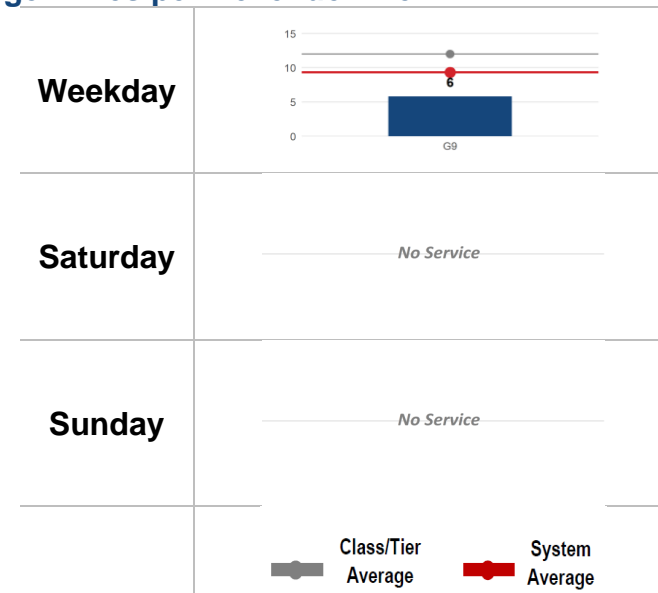 Weekday
15
10
5
0
6
G9
Saturday
No Service
Sunday
No Service
Class/Tier
Average
System
Average